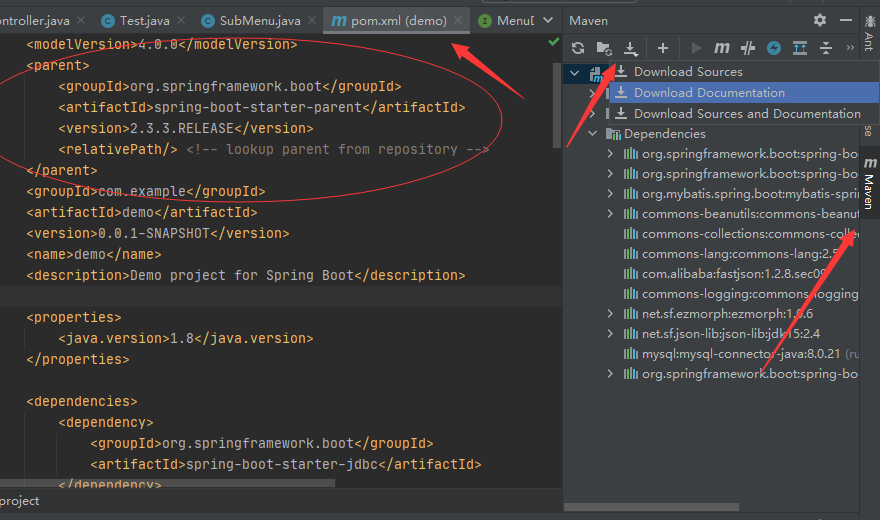 ontroller.java
Test.java
SubMenu.java
pom.xml (demo)
MenuD
Maven
<modelVersion>4.0.0</modelVersion>
<parent>
<groupId>org.springframework.boot</groupId>
<artifactId>spring-boot-starter-parent</artifactId>
<version>2.3.3.RELEASE</version>
<relativePath/> <!-- lookup parent from repository -->
</parent>
<groupId>com.example</groupId>
<artifactId>demo</artifactId>
<version>0.0.1-SNAPSHOT</version>
<name>demo</name>
<description>Demo project for Spring Boot</description>
<properties>
<java.version>1.8</java.version>
</properties>
<dependencies>
<dependency>
<groupId>org.springframework.boot</groupId>
<artifactId>spring-boot-starter-jdbc</artifactId>
</dependency>
project
Download Sources
Download Documentation
Download Sources and Documentation
Dependencies
org.springframework.boot:spring-bo
org.springframework.boot:spring-bo
org.mybatis.spring.boot:mybatis-spri
commons-beanutils:commons-beanut
commons-collections:commons-colle
commons-lang:commons-lang:2.5
com.alibaba:fastjson:1.2.8.sec09
commons-logging:commons-logging
net.sf.ezmorph:ezmorph:1.0.6
net.sf.json-lib:json-lib:jdk15:2.4
mysql:mysql-connector-java:8.0.21 (ru
org.springframework.boot:spring-bo
Ant
se
Maven